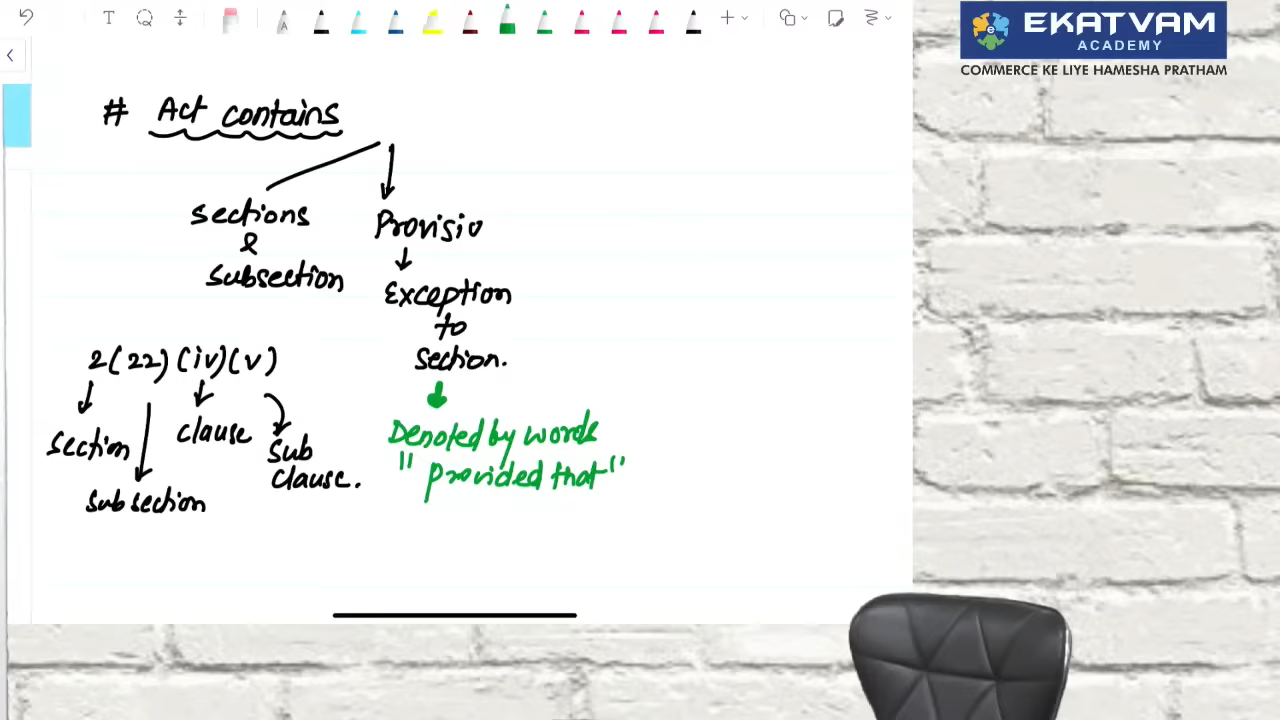 EKATVAM
ACADEMY
COMMERCE KE LIYE HAMESHA PRATHAM
# Act contains
Sections
&
Subsection
Provisio
Exception
to
section.
Denoted by words
"Provided that"
2(22)(iv)(v)
section
subsection
clause
Sub
clause.